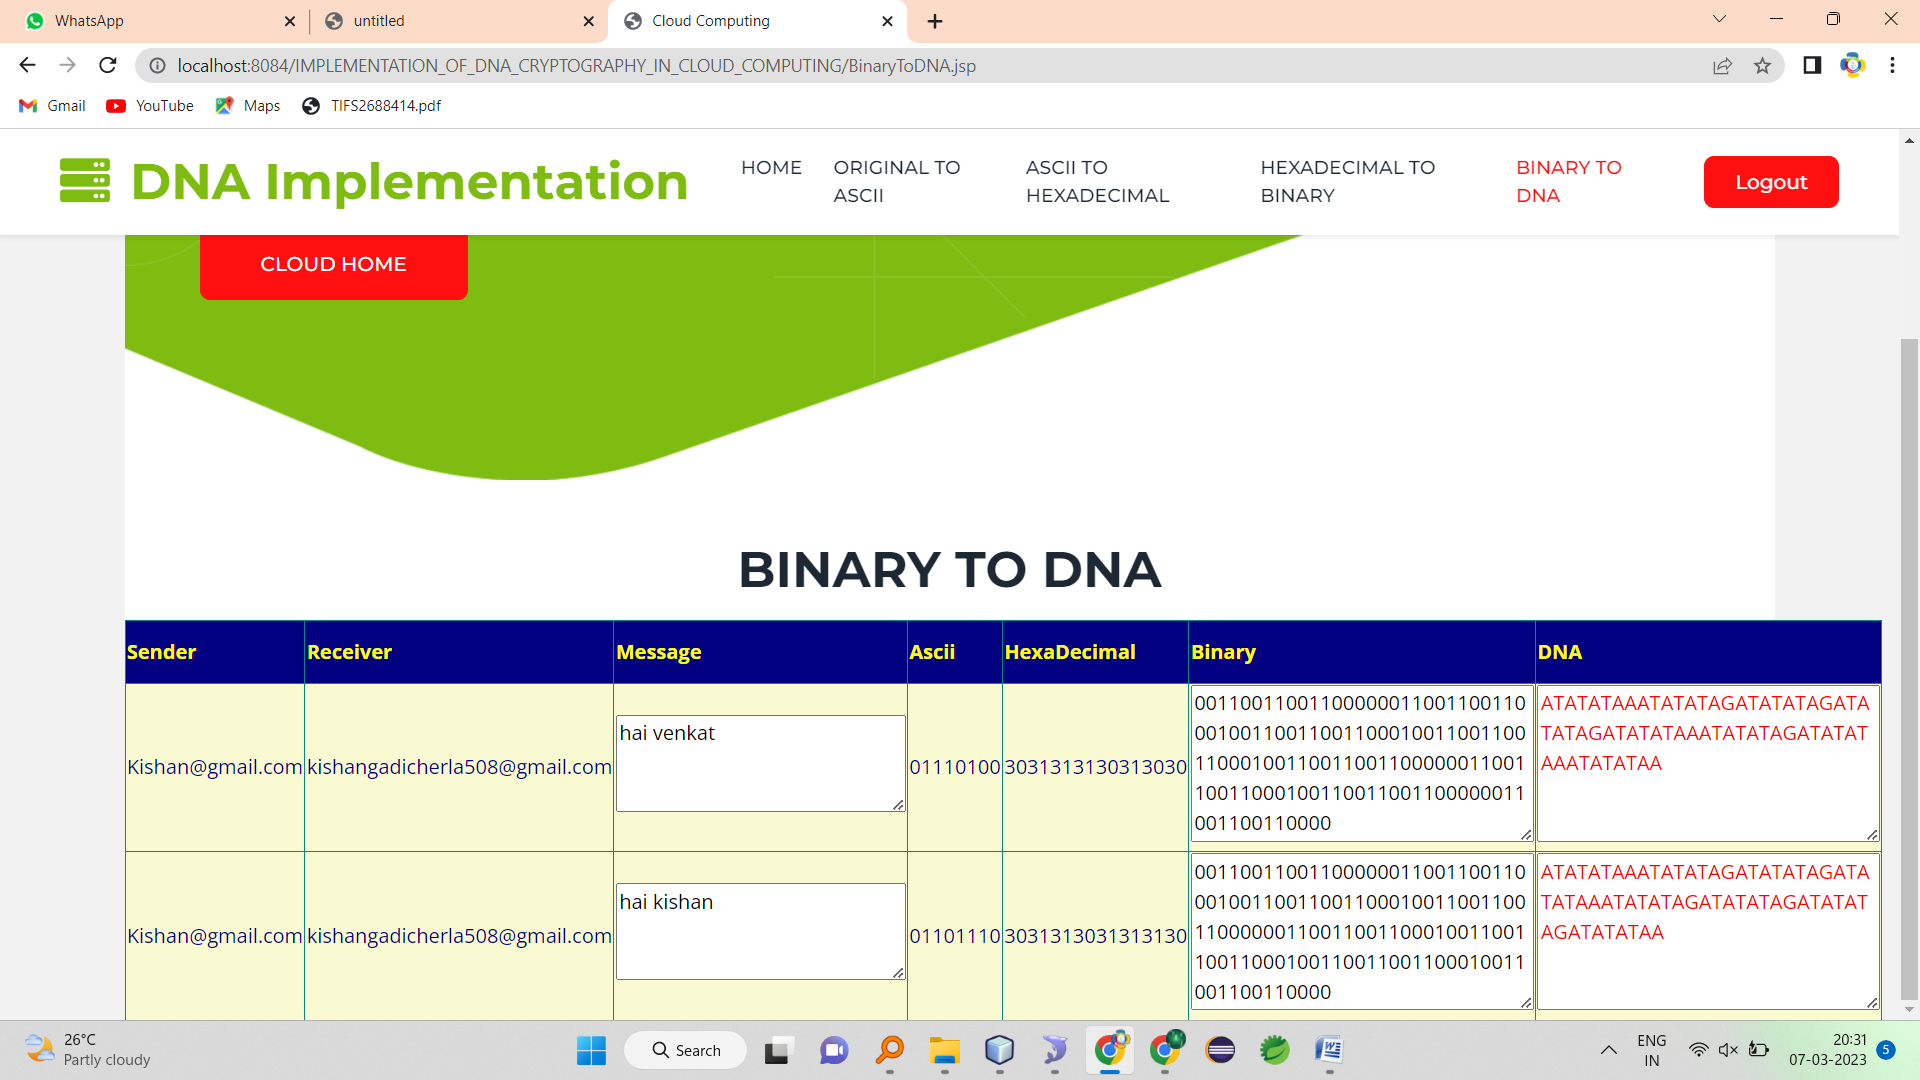 WhatsApp
untitled
Cloud Computing
localhost:8084/IMPLEMENTATION_OF_DNA_CRYPTOGRAPHY_IN_CLOUD_COMPUTING/BinaryToDNA.jsp
Gmail YouTube Maps TIFS2688414.pdf
DNA Implementation
HOME
ORIGINAL TO
ASCII
ASCII TO
HEXADECIMAL
HEXADECIMAL TO
BINARY
BINARY TO
DNA
Logout
CLOUD HOME
BINARY TO DNA
Sender Receiver Message Ascii HexaDecimal Binary DNA
Kishan@gmail.com
kishangadicherla508@gmail.com
hai venkat
01110100
3031313130313030
001100110011000000110011001100
001001100110011000100110011001
1100010011001100110000001100​1
100110001001100110011000000011
001100110000
ATATATAAATATATAGATATATAGATA
TATAGATATATAAATATATAGATATAT
AAATATATAA
Kishan@gmail.com
kishangadicherla508@gmail.com
hai kishan
01101110
3031313031313130
001100110011000000110011001100
001001100110011000100110011001
110000001100110011000100110011
100110001001100110011000100110
001100110000
ATATATAAATATATAGATATATAGATA
TATAAATATATAGATATATAGATATAT
AGATATATAA
26°C
Partly cloudy
Search
ENG
IN
20:31
07-03-2023
5